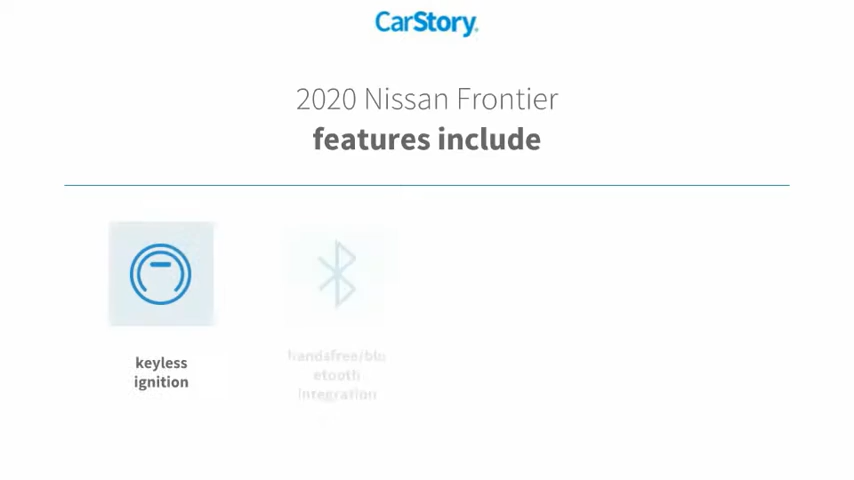 CarStory.
2020 Nissan Frontier
features include
keyless
ignition
handsfree/blu
etooth
integration